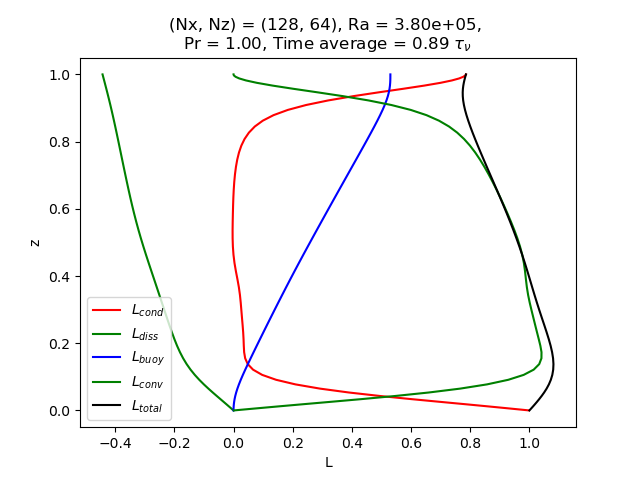 (Nx, Nz) = (128, 64), Ra = 3.80e+05,
Pr = 1.00, Time average = 0.89 τ_ν
1.0
0.8
0.6
z
0.4
0.2
0.0
L_cond
L_diss
L_buoy
L_conv
L_total
−0.4 −0.2 0.0 0.2 0.4 0.6 0.8 1.0
L